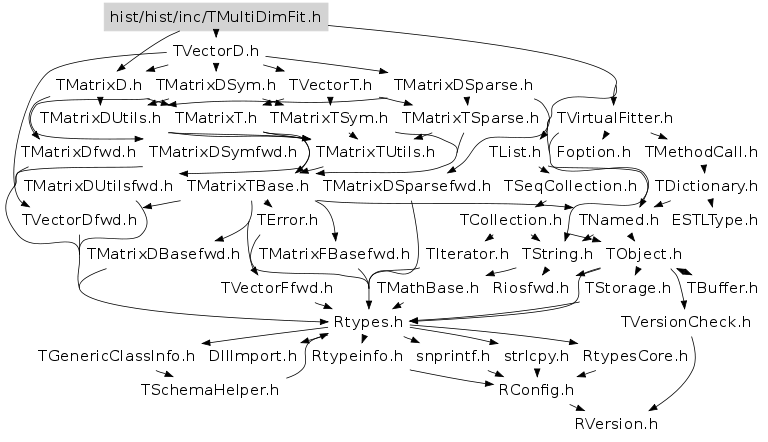 hist/hist/inc/TMultiDimFit.h
TVectorD.h
TMatrixD.h TMatrixDSym.h TVectorT.h TMatrixDSparse.h
TMatrixDUtils.h TMatrixT.h TMatrixTSym.h TMatrixTSparse.h TVirtualFitter.h
TMatrixDfwd.h TMatrixDSymfwd.h TMatrixTUtils.h TList.h Foption.h TMethodCall.h
TMatrixDUtilsfwd.h TMatrixTBase.h TMatrixDSparsefwd.h TSeqCollection.h TDictionary.h
TVectorDfwd.h TError.h TCollection.h TNamed.h ESTLType.h
TMatrixDBasefwd.h TMatrixFBasefwd.h TIterator.h TString.h TObject.h
TVectorFfwd.h TMathBase.h Riosfwd.h TStorage.h TBuffer.h
Rtypes.h TVersionCheck.h
TGenericClassInfo.h DllImport.h Rtypeinfo.h snprintf.h strlcpy.h RtypesCore.h
TSchemaHelper.h RConfig.h
RVersion.h